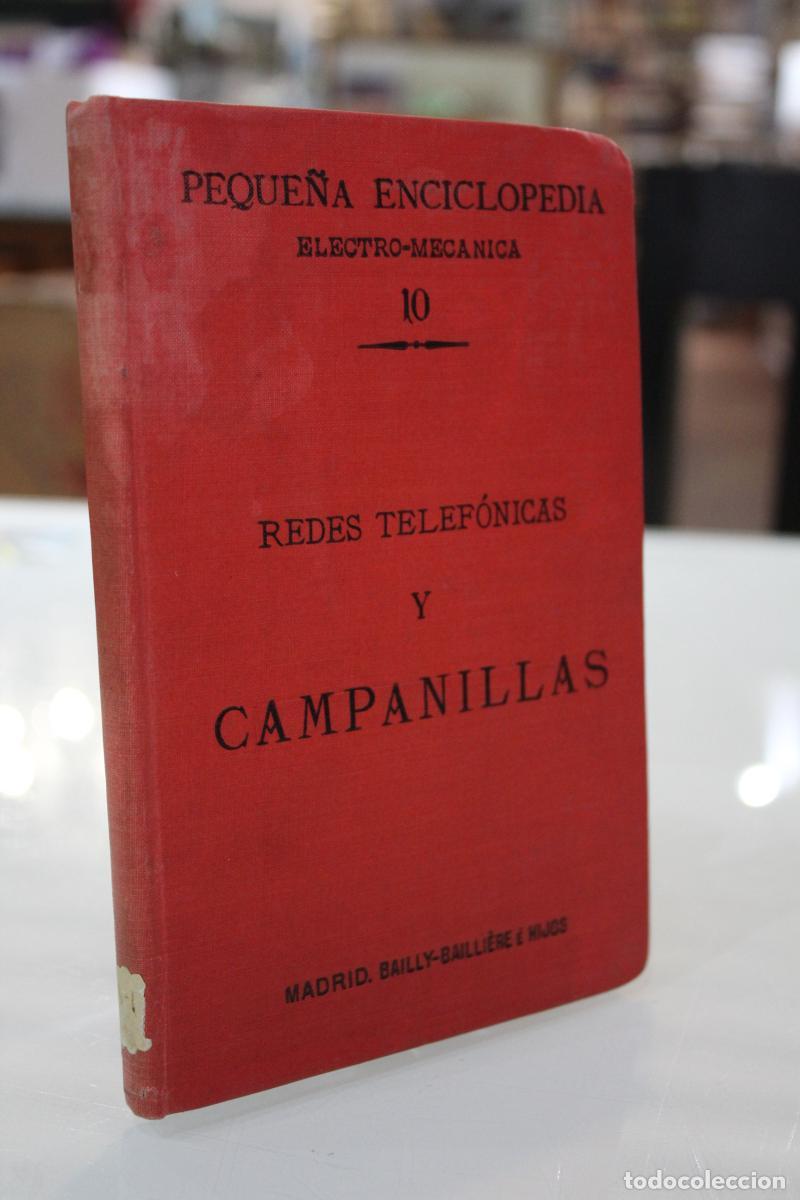 PEQUEÑA ENCICLOPEDIA
ELECTRO-MECANICA
10
REDES TELEFÓNICAS
Y
CAMPANILLAS
MADRID. BAILLY-BAILLIÈRE É HIJOS
todocoleccion